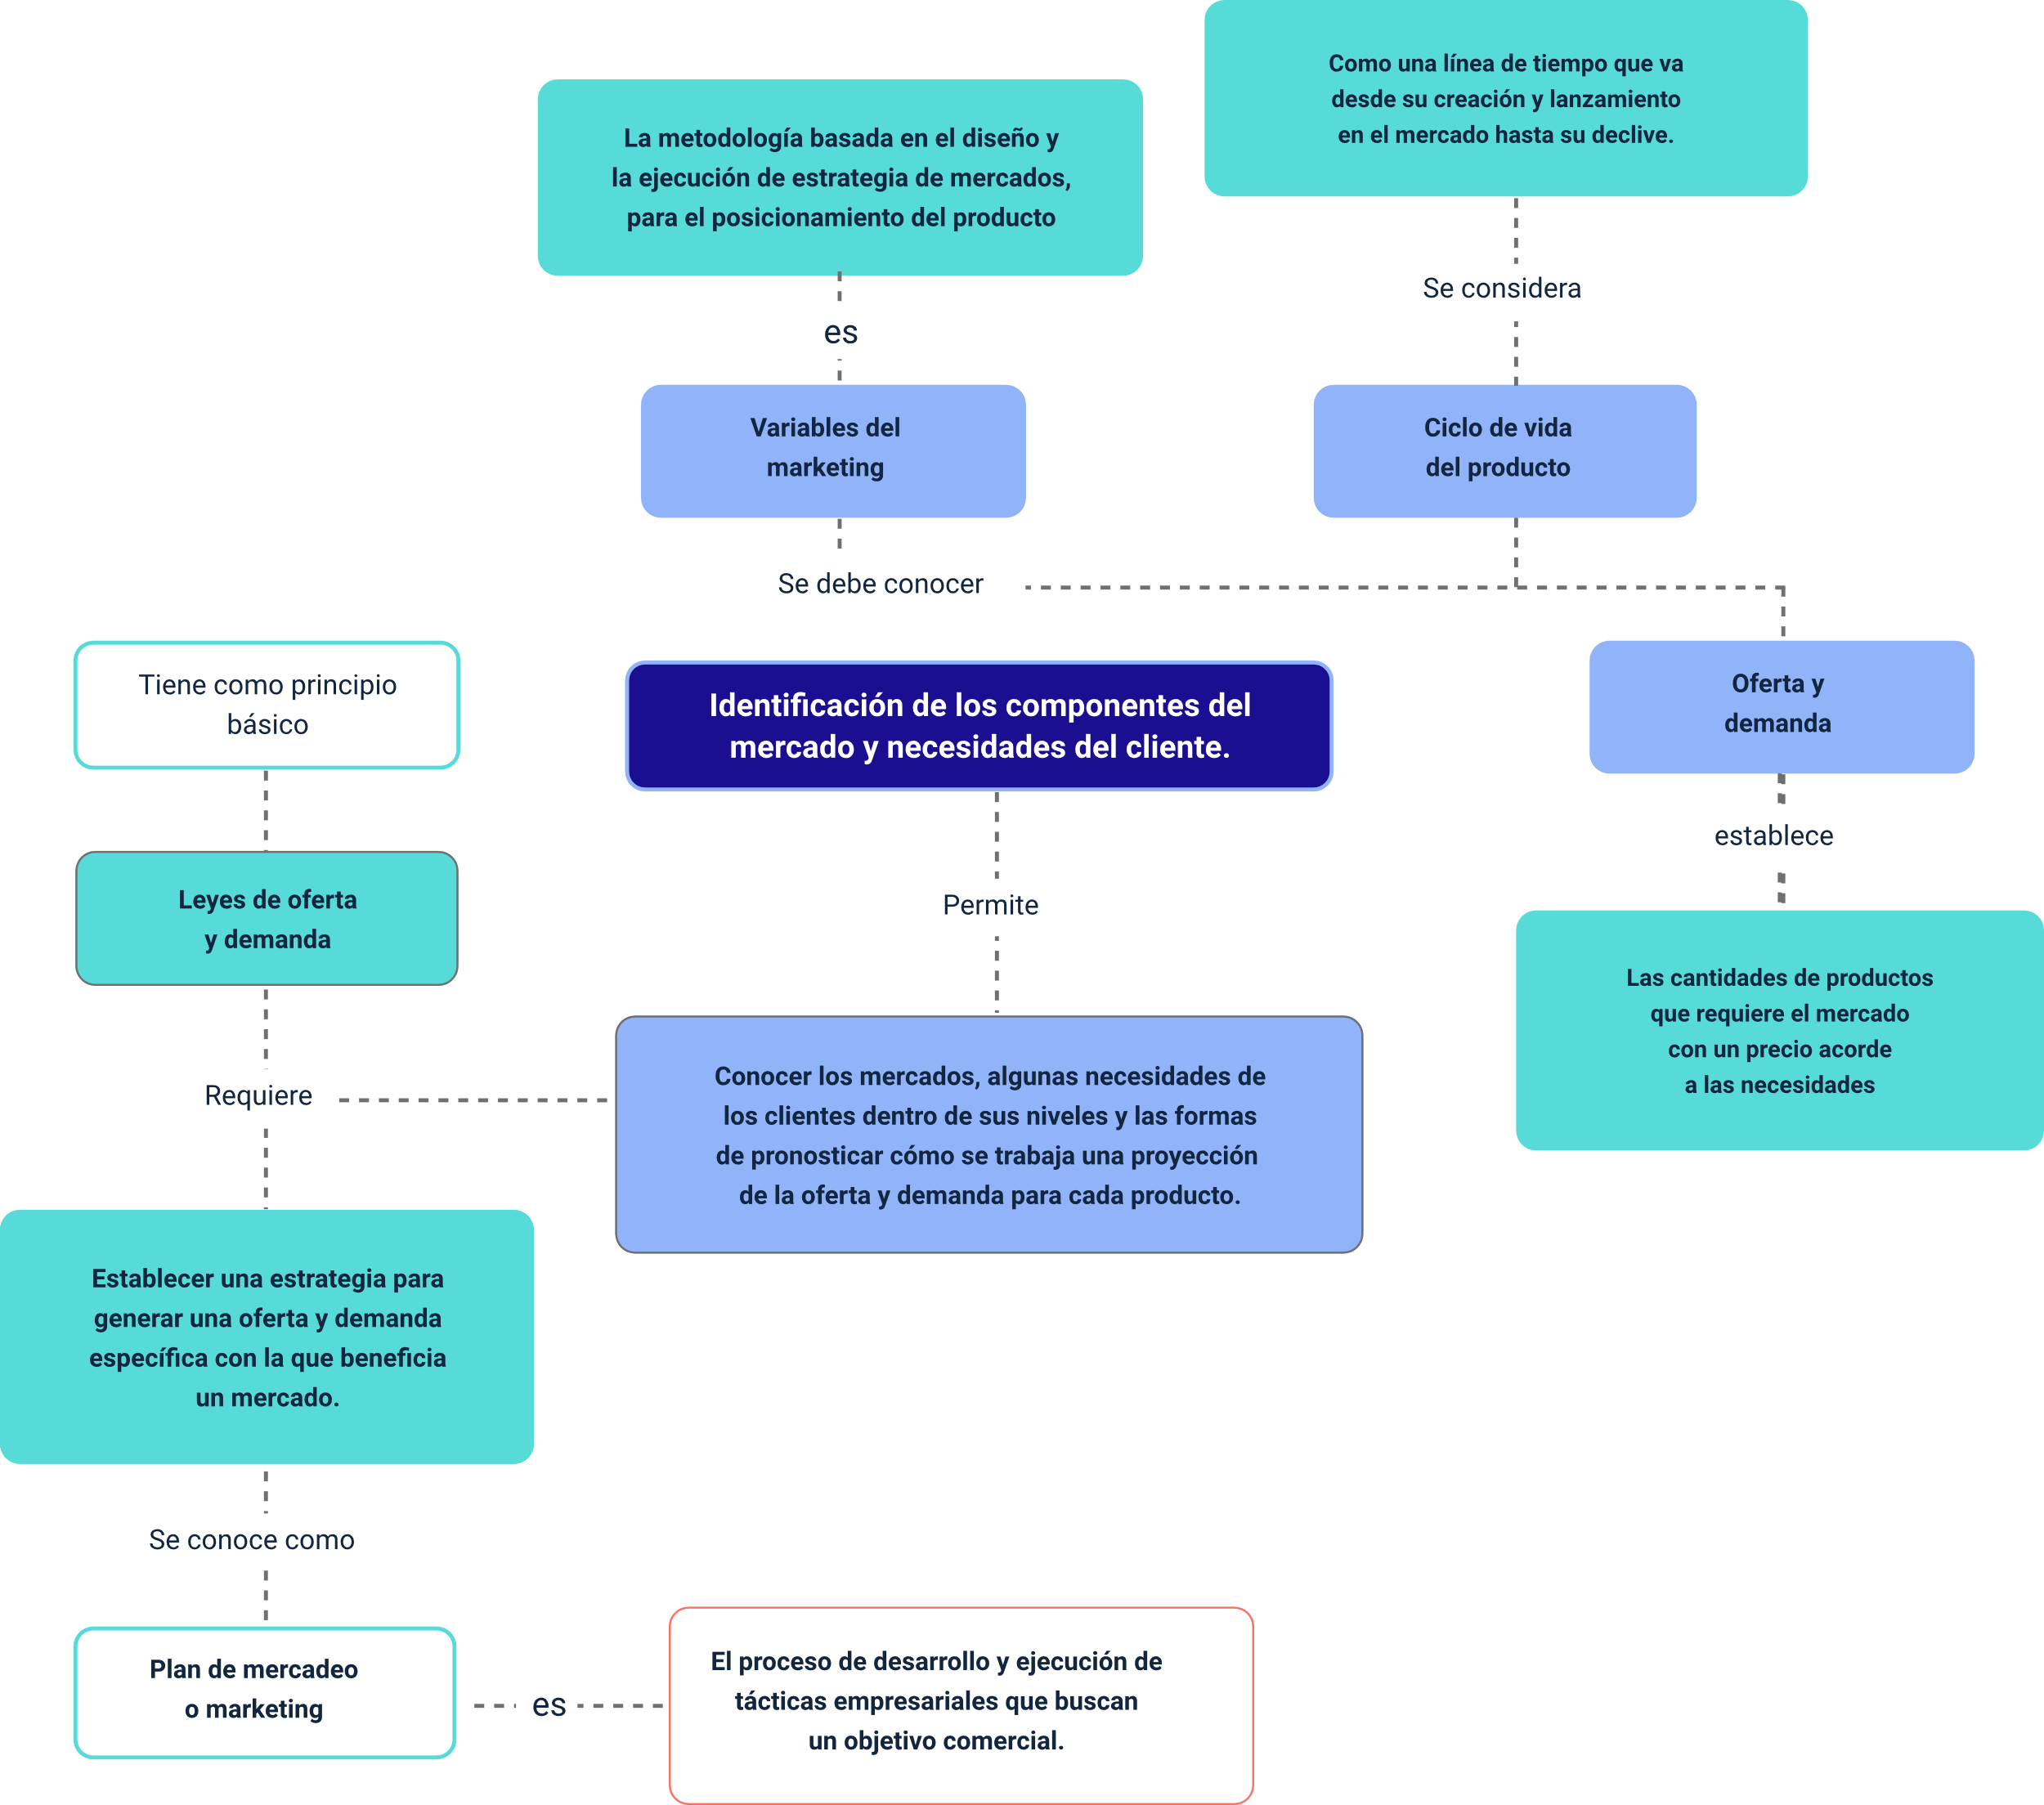 Como una línea de tiempo que va
desde su creación y lanzamiento
en el mercado hasta su declive.
La metodología basada en el diseño y
la ejecución de estrategia de mercados,
para el posicionamiento del producto
Se considera
es
Variables del
marketing
Ciclo de vida
del producto
Se debe conocer
Tiene como principio
básico
Identificación de los componentes del
mercado y necesidades del cliente.
Oferta y
demanda
establece
Leyes de oferta
y demanda
Permite
Las cantidades de productos
que requiere el mercado
con un precio acorde
a las necesidades
Requiere
Conocer los mercados, algunas necesidades de
los clientes dentro de sus niveles y las formas
de pronosticar cómo se trabaja una proyección
de la oferta y demanda para cada producto.
Establecer una estrategia para
generar una oferta y demanda
específica con la que beneficia
un mercado.
Se conoce como
Plan de mercadeo
o marketing
es
El proceso de desarrollo y ejecución de
tácticas empresariales que buscan
un objetivo comercial.